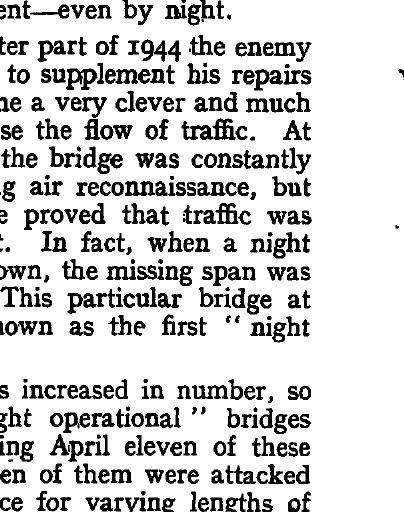 ent—even by night.
ter part of 1944 the enemy
to supplement his repairs
ne a very clever and much
se the flow of traffic. At
the bridge was constantly
g air reconnaissance, but
e proved that traffic was
t. In fact, when a night
own, the missing span was
This particular bridge at
nown as the first " night
s increased in number, so
ght operational " bridges
ing April eleven of these
en of them were attacked
ce for varying lengths of